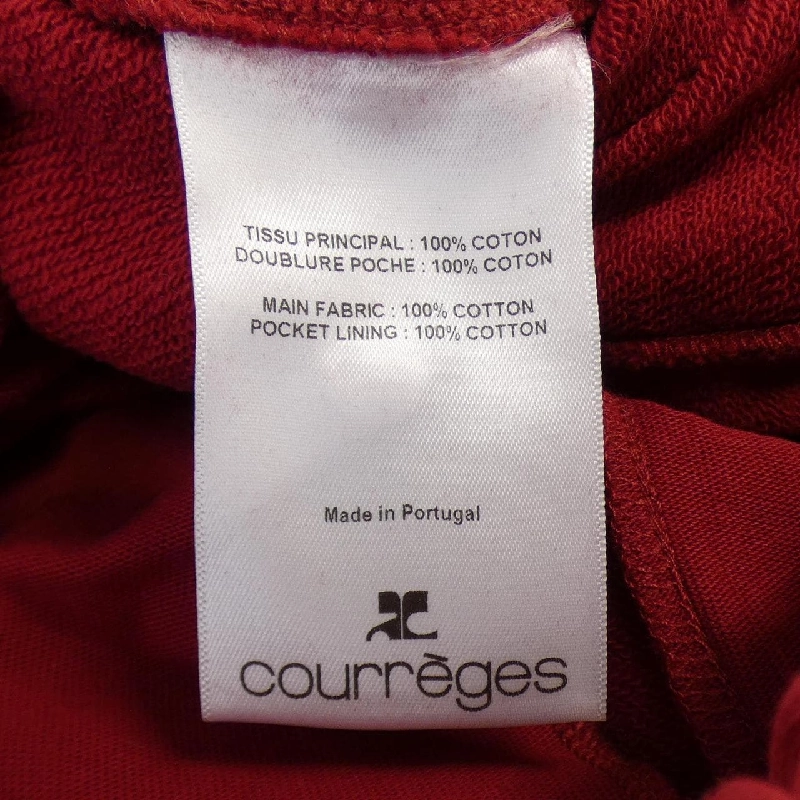 TISSU PRINCIPAL : 100% COTON
DOUBLURE POCHE : 100% COTON
MAIN FABRIC : 100% COTTON
POCKET LINING : 100% COTTON
Made in Portugal
courrèges